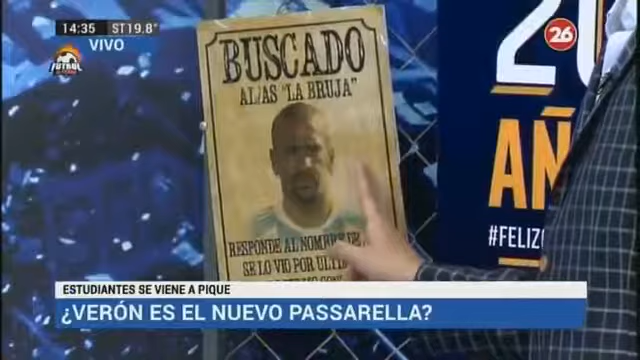 14:35 ST19.8°
VIVO
FUTBOL
26
BUSCADO
ALIAS "LA BRUJA"
RESPONDE AL NOMBRE DE
SE LO VIO POR
AÑ
#FELIZ
ESTUDIANTES SE VIENE A PIQUE
¿VERÓN ES EL NUEVO PASSARELLA?